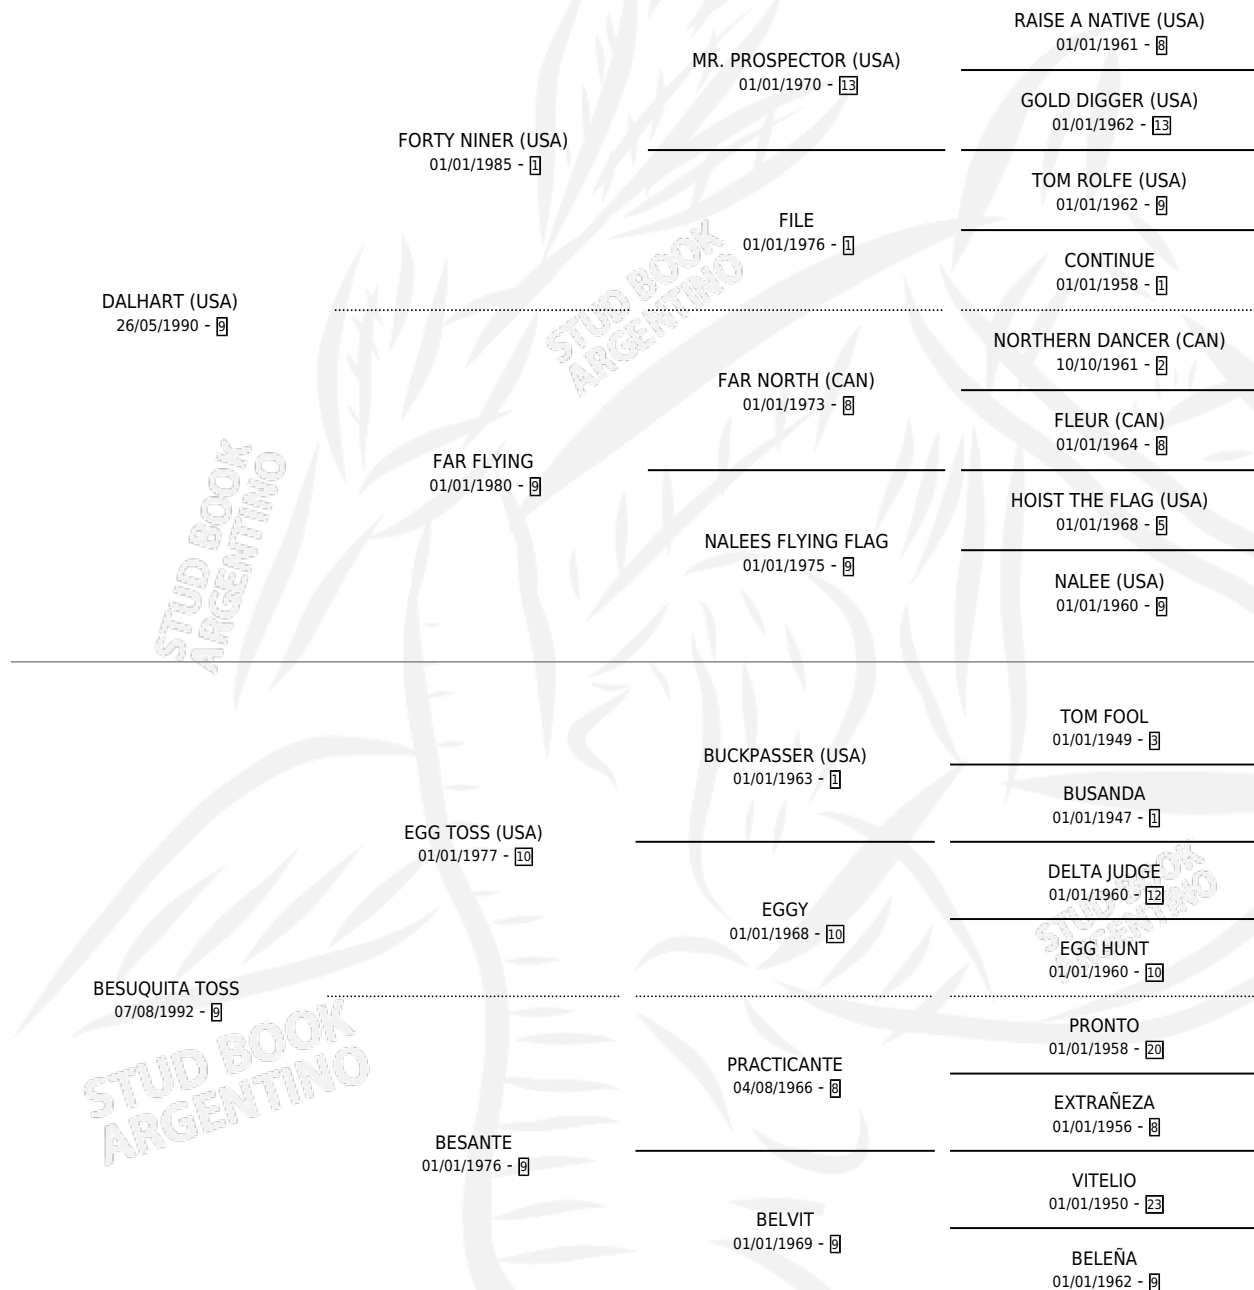 RAISE A NATIVE (USA)
01/01/1961 - 8
MR. PROSPECTOR (USA)
01/01/1970 - 13
GOLD DIGGER (USA)
01/01/1962 - 13
FORTY NINER (USA)
01/01/1985 - 1
TOM ROLFE (USA)
01/01/1962 - 9
FILE
01/01/1976 - 1
CONTINUE
01/01/1958 - 1
DALHART (USA)
26/05/1990 - 9
NORTHERN DANCER (CAN)
10/10/1961 - 2
FAR NORTH (CAN)
01/01/1973 - 8
FLEUR (CAN)
01/01/1964 - 8
FAR FLYING
01/01/1980 - 9
HOIST THE FLAG (USA)
01/01/1968 - 5
NALEES FLYING FLAG
01/01/1975 - 9
NALEE (USA)
01/01/1960 - 9
STUD BOOK
ARGENTINO
STUD BOOK
ARGENTINO
TOM FOOL
01/01/1949 - 3
BUCKPASSER (USA)
01/01/1963 - 1
BUSANDA
01/01/1947 - 1
EGG TOSS (USA)
01/01/1977 - 10
DELTA JUDGE
01/01/1960 - 12
EGGY
01/01/1968 - 10
EGG HUNT
01/01/1960 - 10
BESUQUITA TOSS
07/08/1992 - 9
PRONTO
01/01/1958 - 20
PRACTICANTE
04/08/1966 - 8
EXTRAÑEZA
01/01/1956 - 8
BESANTE
01/01/1976 - 9
VITELIO
01/01/1950 - 23
BELVIT
01/01/1969 - 9
BELEÑA
01/01/1962 - 9
STUD BOOK
ARGENTINO
STUD BOOK
ARGENTINO